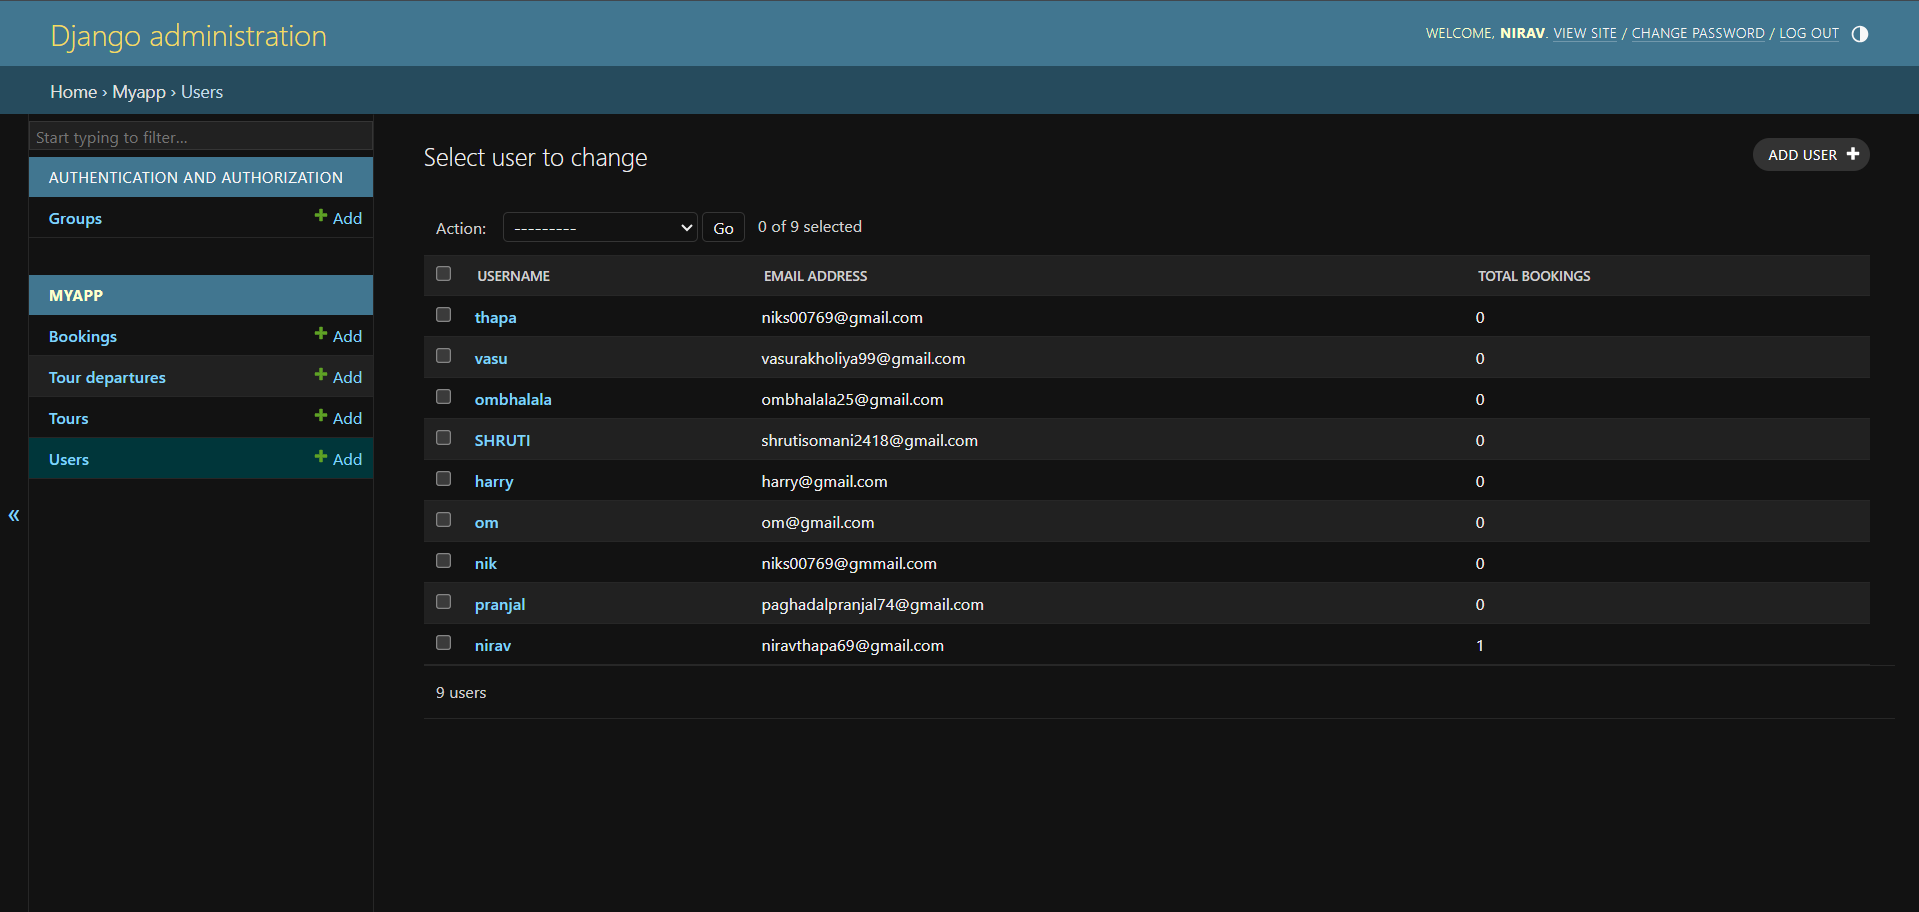 Django administration
WELCOME, NIRAV. VIEW SITE / CHANGE PASSWORD / LOG OUT
Home › Myapp › Users
Start typing to filter...
AUTHENTICATION AND AUTHORIZATION
Groups Add
MYAPP
Bookings Add
Tour departures Add
Tours Add
Users Add
«
Select user to change
ADD USER
Action: --------- Go 0 of 9 selected
USERNAME EMAIL ADDRESS TOTAL BOOKINGS
thapa niks00769@gmail.com 0
vasu vasurakholiya99@gmail.com 0
ombhalala ombhalala25@gmail.com 0
SHRUTI shrutisomani2418@gmail.com 0
harry harry@gmail.com 0
om om@gmail.com 0
nik niks00769@gmmail.com 0
pranjal paghadalpranjal74@gmail.com 0
nirav niravthapa69@gmail.com 1
9 users